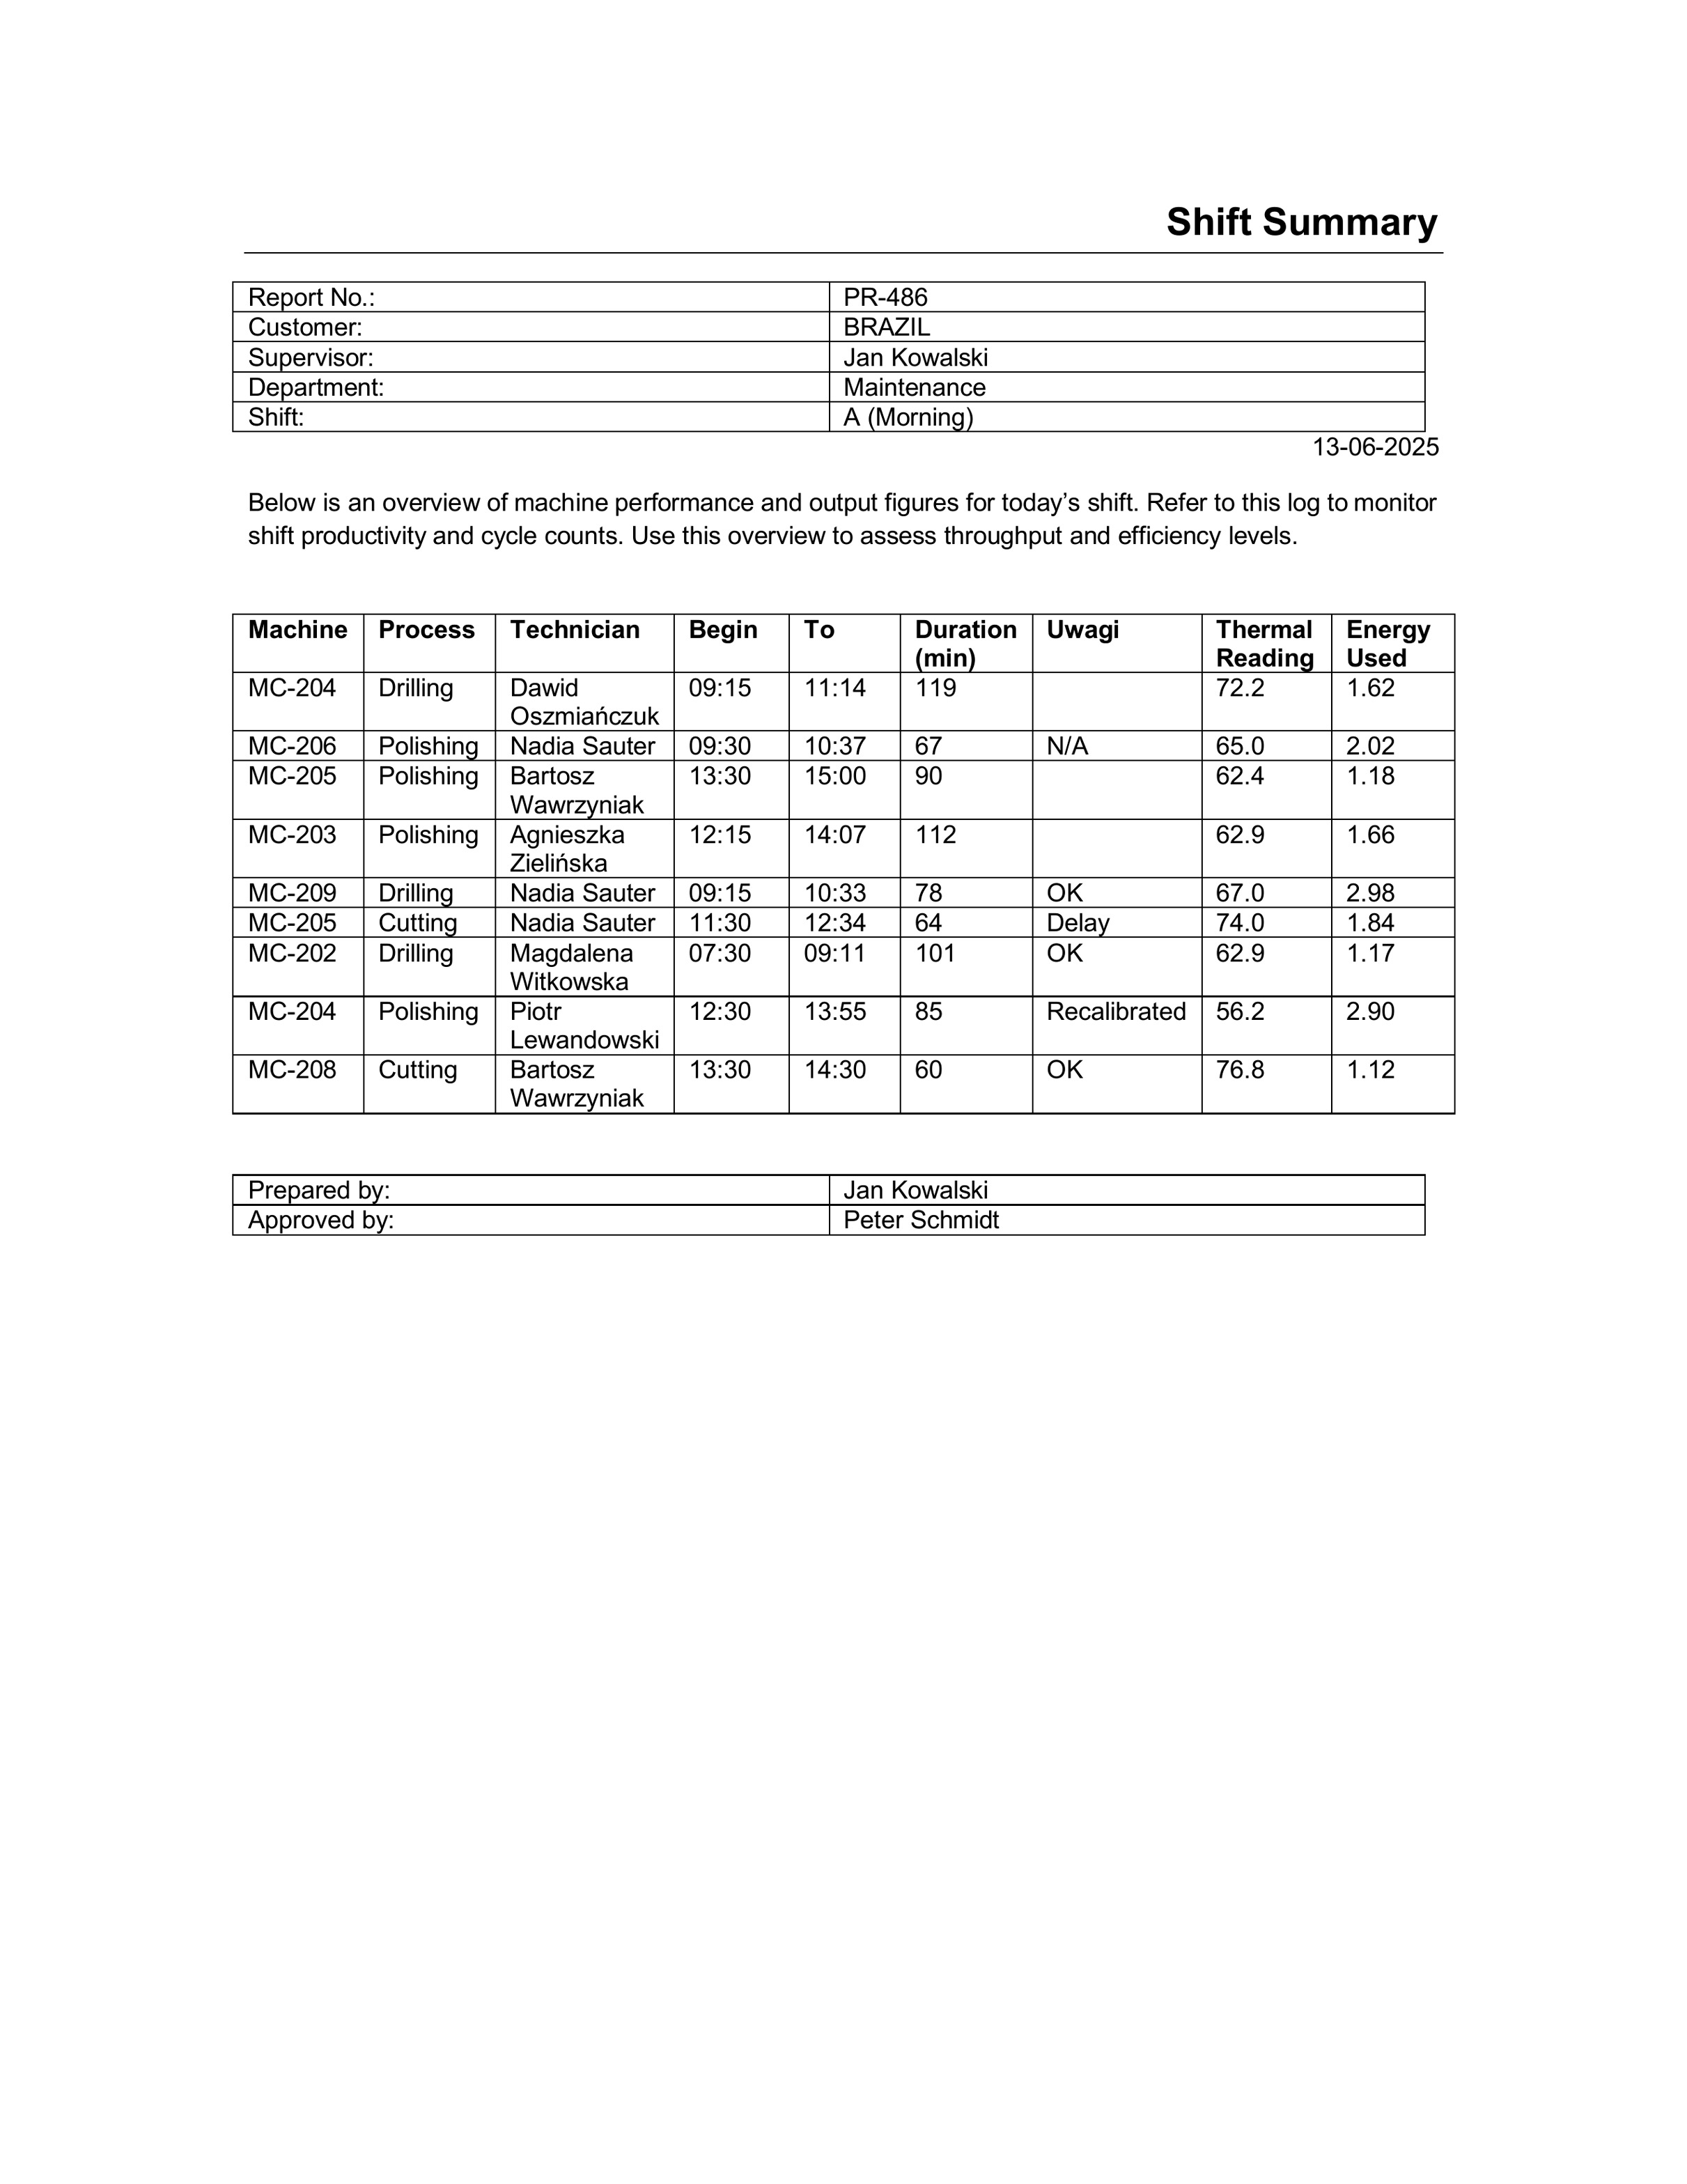 Shift Summary
Report No.: PR-486
Customer: BRAZIL
Supervisor: Jan Kowalski
Department: Maintenance
Shift: A (Morning)
13-06-2025
Below is an overview of machine performance and output figures for today’s shift. Refer to this log to monitor
shift productivity and cycle counts. Use this overview to assess throughput and efficiency levels.
Machine Process Technician Begin To Duration (min) Uwagi Thermal Reading Energy Used
MC-204 Drilling Dawid Oszmiańczuk 09:15 11:14 119 72.2 1.62
MC-206 Polishing Nadia Sauter 09:30 10:37 67 N/A 65.0 2.02
MC-205 Polishing Bartosz Wawrzyniak 13:30 15:00 90 62.4 1.18
MC-203 Polishing Agnieszka Zielińska 12:15 14:07 112 62.9 1.66
MC-209 Drilling Nadia Sauter 09:15 10:33 78 OK 67.0 2.98
MC-205 Cutting Nadia Sauter 11:30 12:34 64 Delay 74.0 1.84
MC-202 Drilling Magdalena Witkowska 07:30 09:11 101 OK 62.9 1.17
MC-204 Polishing Piotr Lewandowski 12:30 13:55 85 Recalibrated 56.2 2.90
MC-208 Cutting Bartosz Wawrzyniak 13:30 14:30 60 OK 76.8 1.12
Prepared by: Jan Kowalski
Approved by: Peter Schmidt